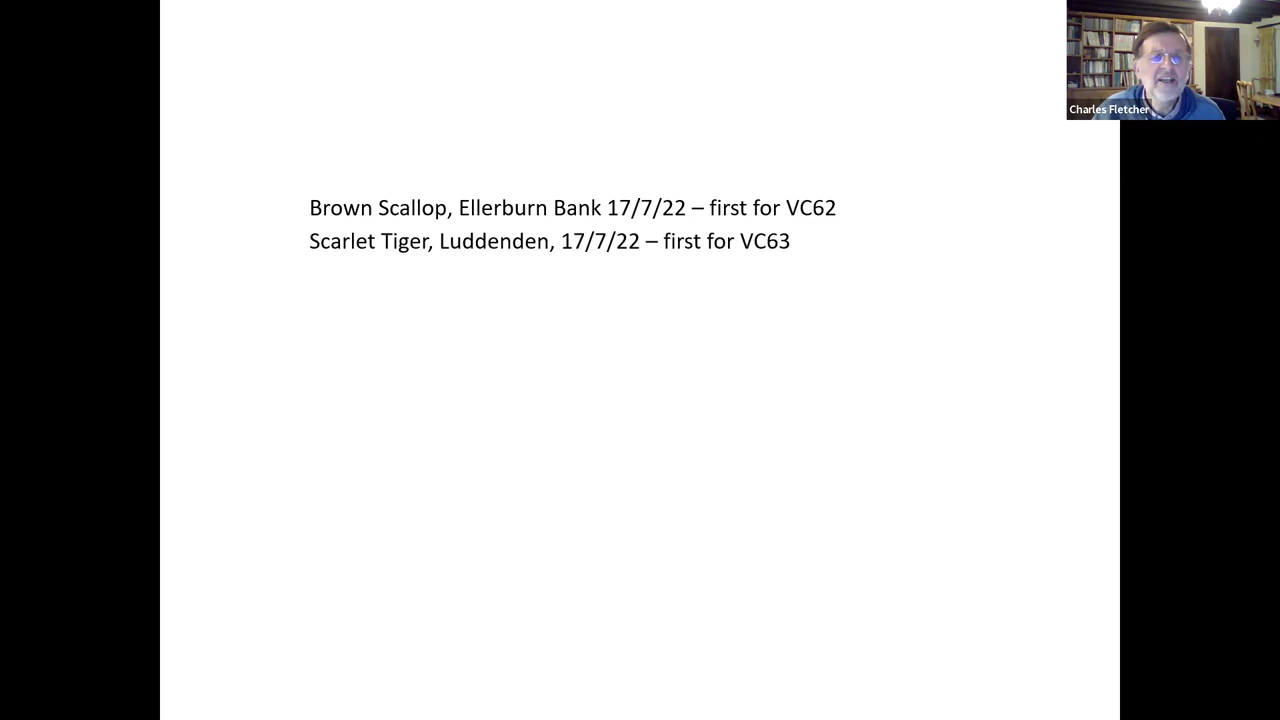 Charles Fletcher
Brown Scallop, Ellerburn Bank 17/7/22 – first for VC62
Scarlet Tiger, Luddenden, 17/7/22 – first for VC63